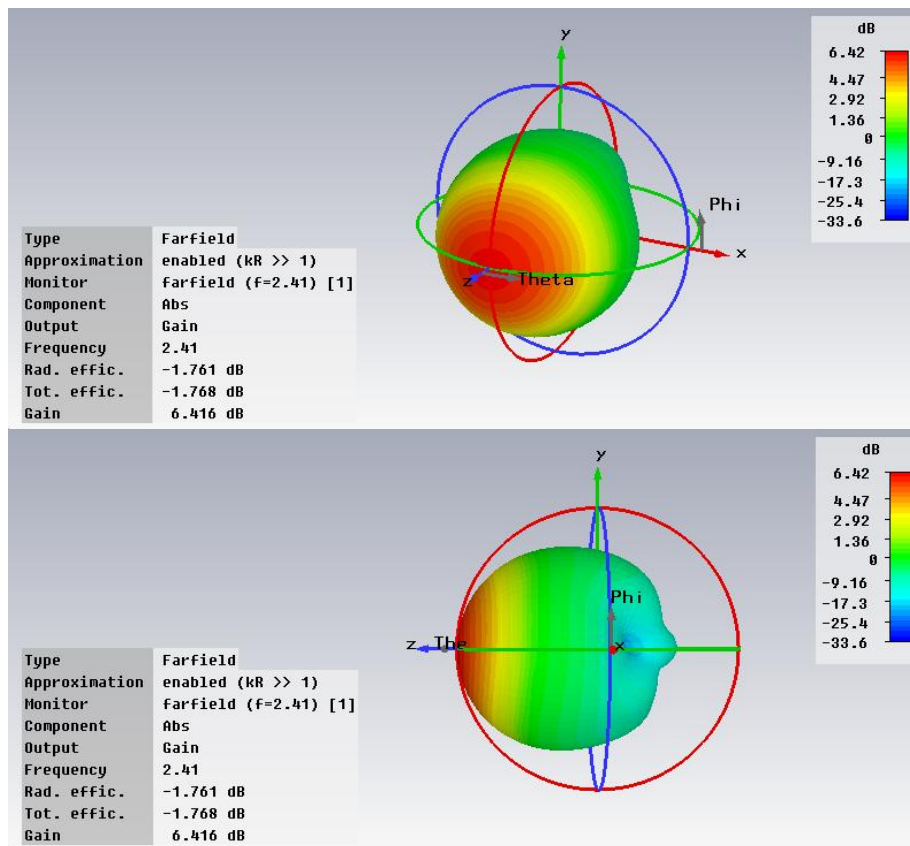 dB
6.42
4.47
2.92
1.36
0
-9.16
-17.3
-25.4
-33.6
y
Phi
x
z
Theta
Type Farfield
Approximation enabled (kR >> 1)
Monitor farfield (f=2.41) [1]
Component Abs
Output Gain
Frequency 2.41
Rad. effic. -1.761 dB
Tot. effic. -1.768 dB
Gain 6.416 dB
dB
6.42
4.47
2.92
1.36
0
-9.16
-17.3
-25.4
-33.6
y
Phi
z The x
Type Farfield
Approximation enabled (kR >> 1)
Monitor farfield (f=2.41) [1]
Component Abs
Output Gain
Frequency 2.41
Rad. effic. -1.761 dB
Tot. effic. -1.768 dB
Gain 6.416 dB